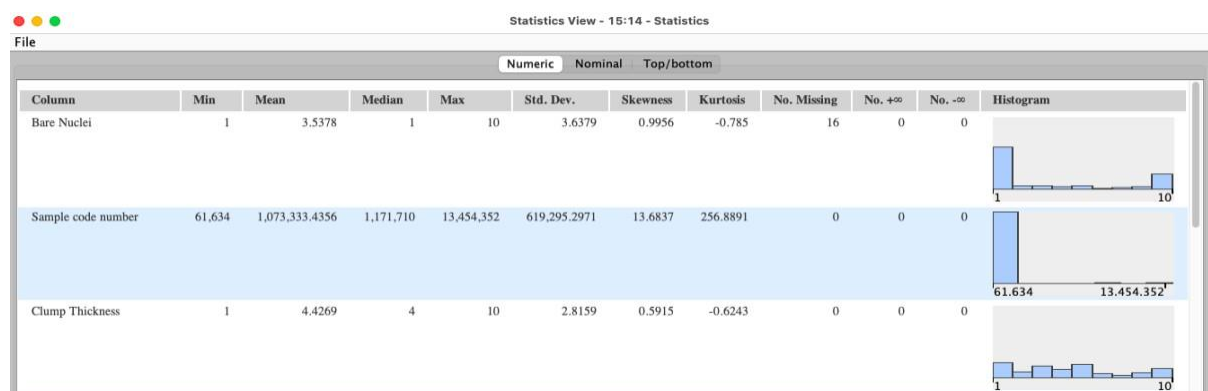 Statistics View - 15:14 - Statistics
File
Numeric Nominal Top/bottom
Column Min Mean Median Max Std. Dev. Skewness Kurtosis No. Missing No. +∞ No. -∞ Histogram
Bare Nuclei 1 3.5378 1 10 3.6379 0.9956 -0.785 16 0 0
1 10
Sample code number 61,634 1,073,333.4356 1,171,710 13,454,352 619,295.2971 13.6837 256.8891 0 0 0
61.634 13.454.352
Clump Thickness 1 4.4269 4 10 2.8159 0.5915 -0.6243 0 0 0
1 10